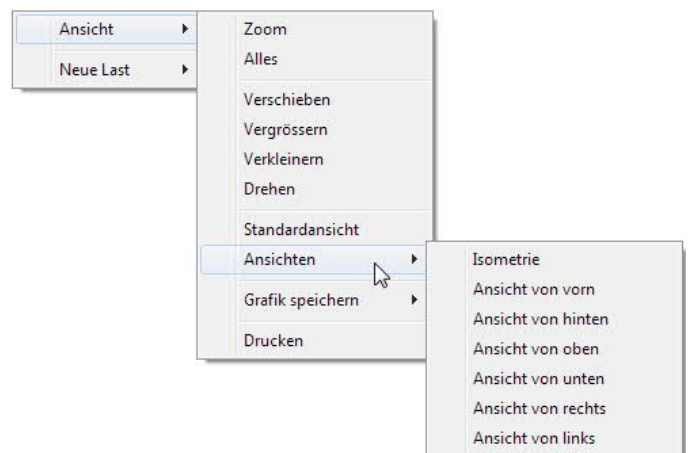 Ansicht
Neue Last
Zoom
Alles
Verschieben
Vergrössern
Verkleinern
Drehen
Standardansicht
Ansichten
Grafik speichern
Drucken
Isometrie
Ansicht von vorn
Ansicht von hinten
Ansicht von oben
Ansicht von unten
Ansicht von rechts
Ansicht von links